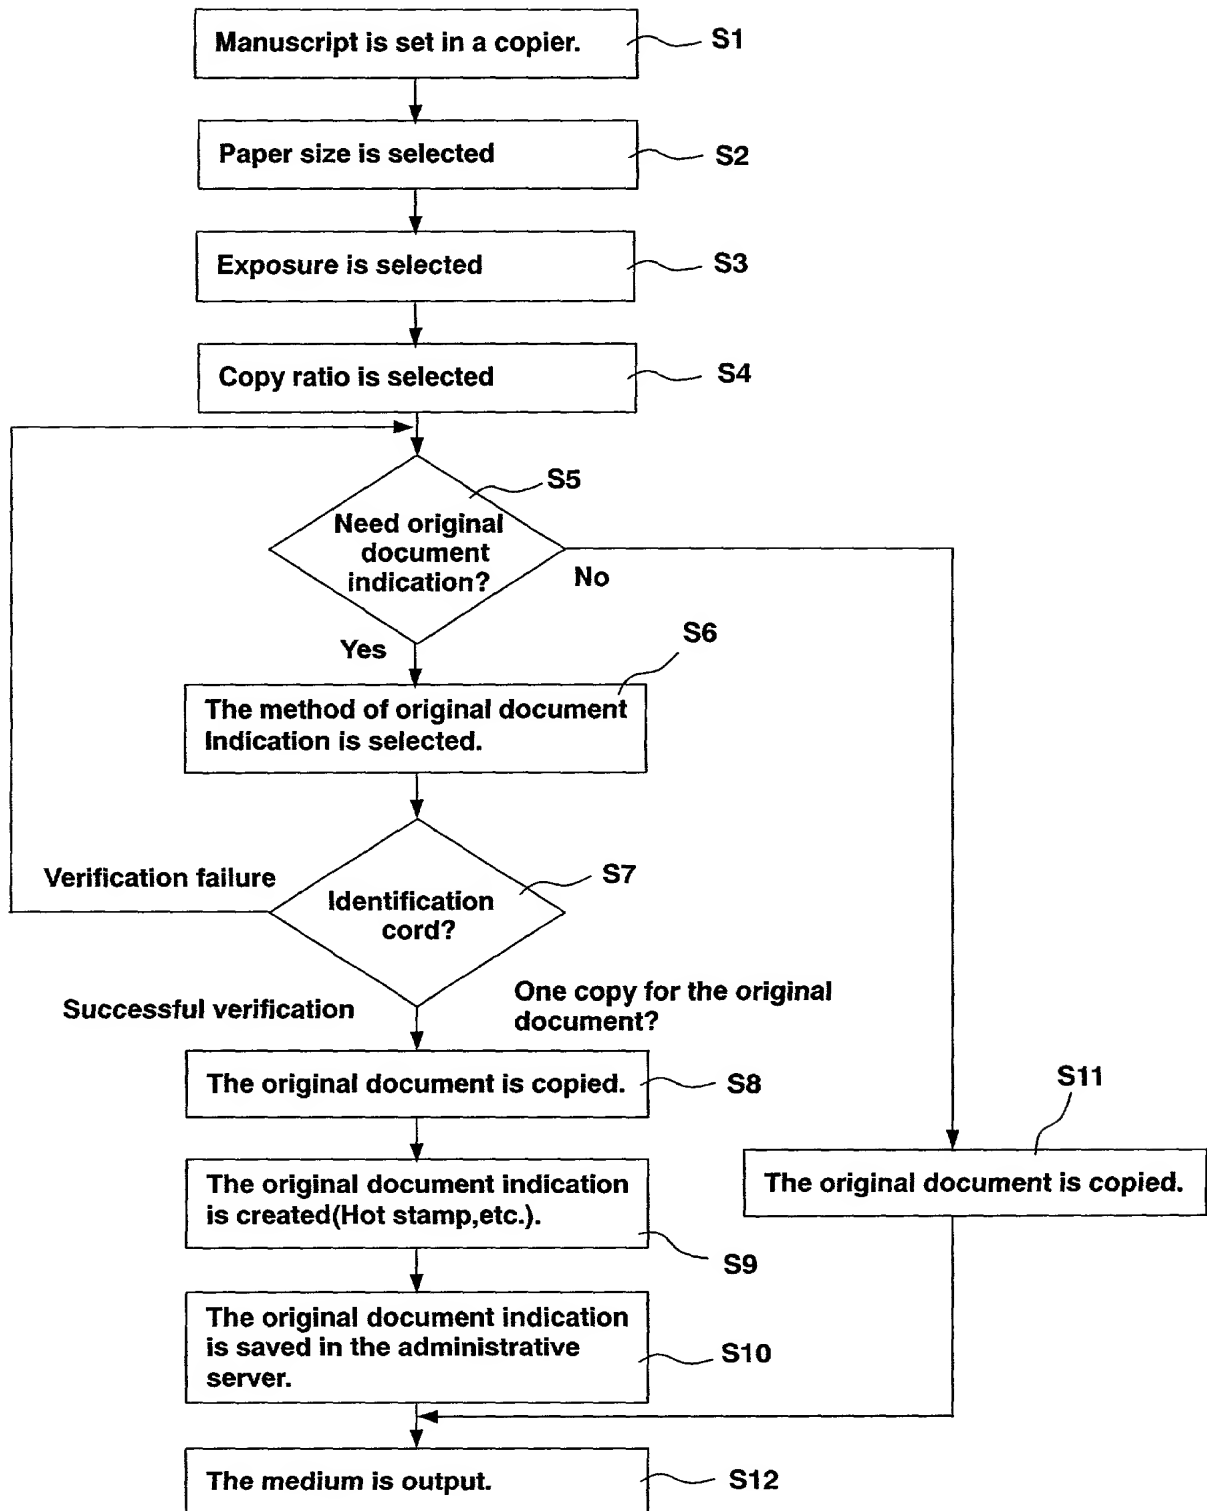 Manuscript is set in a copier.
S1
Paper size is selected
S2
Exposure is selected
S3
Copy ratio is selected
S4
S5
Need original
document
indication?
No
Yes
S6
The method of original document
Indication is selected.
Verification failure
S7
Identification
cord?
Successful verification
One copy for the original
document?
The original document is copied.
S8
S11
The original document is copied.
The original document indication
is created(Hot stamp,etc.).
S9
The original document indication
is saved in the administrative
server.
S10
The medium is output.
S12